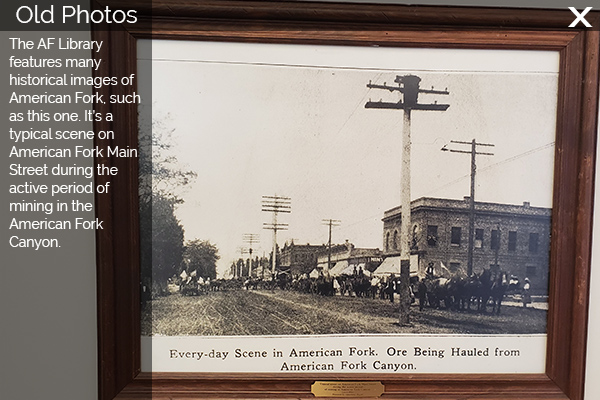 Old Photos
X
The AF Library
features many
historical images of
American Fork, such
as this one. It's a
typical scene on
American Fork Main
Street during the
active period of
mining in the
American Fork
Canyon.
Every-day Scene in American Fork. Ore Being Hauled from
American Fork Canyon.